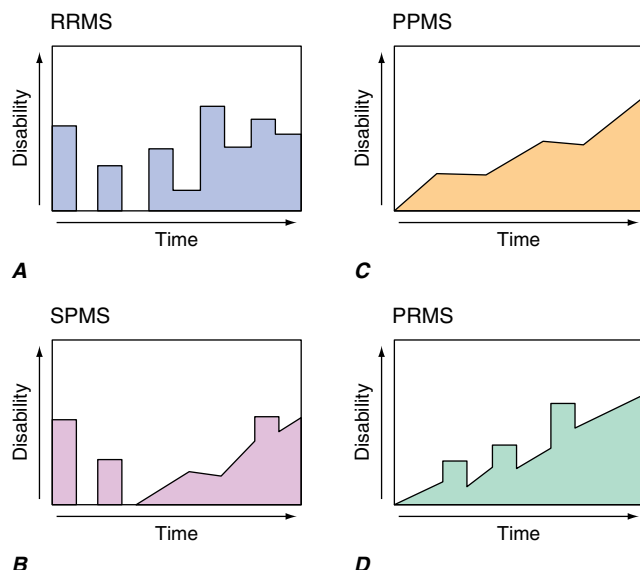 RRMS
Disability
Time
A
PPMS
Disability
Time
C
SPMS
Disability
Time
B
PRMS
Disability
Time
D